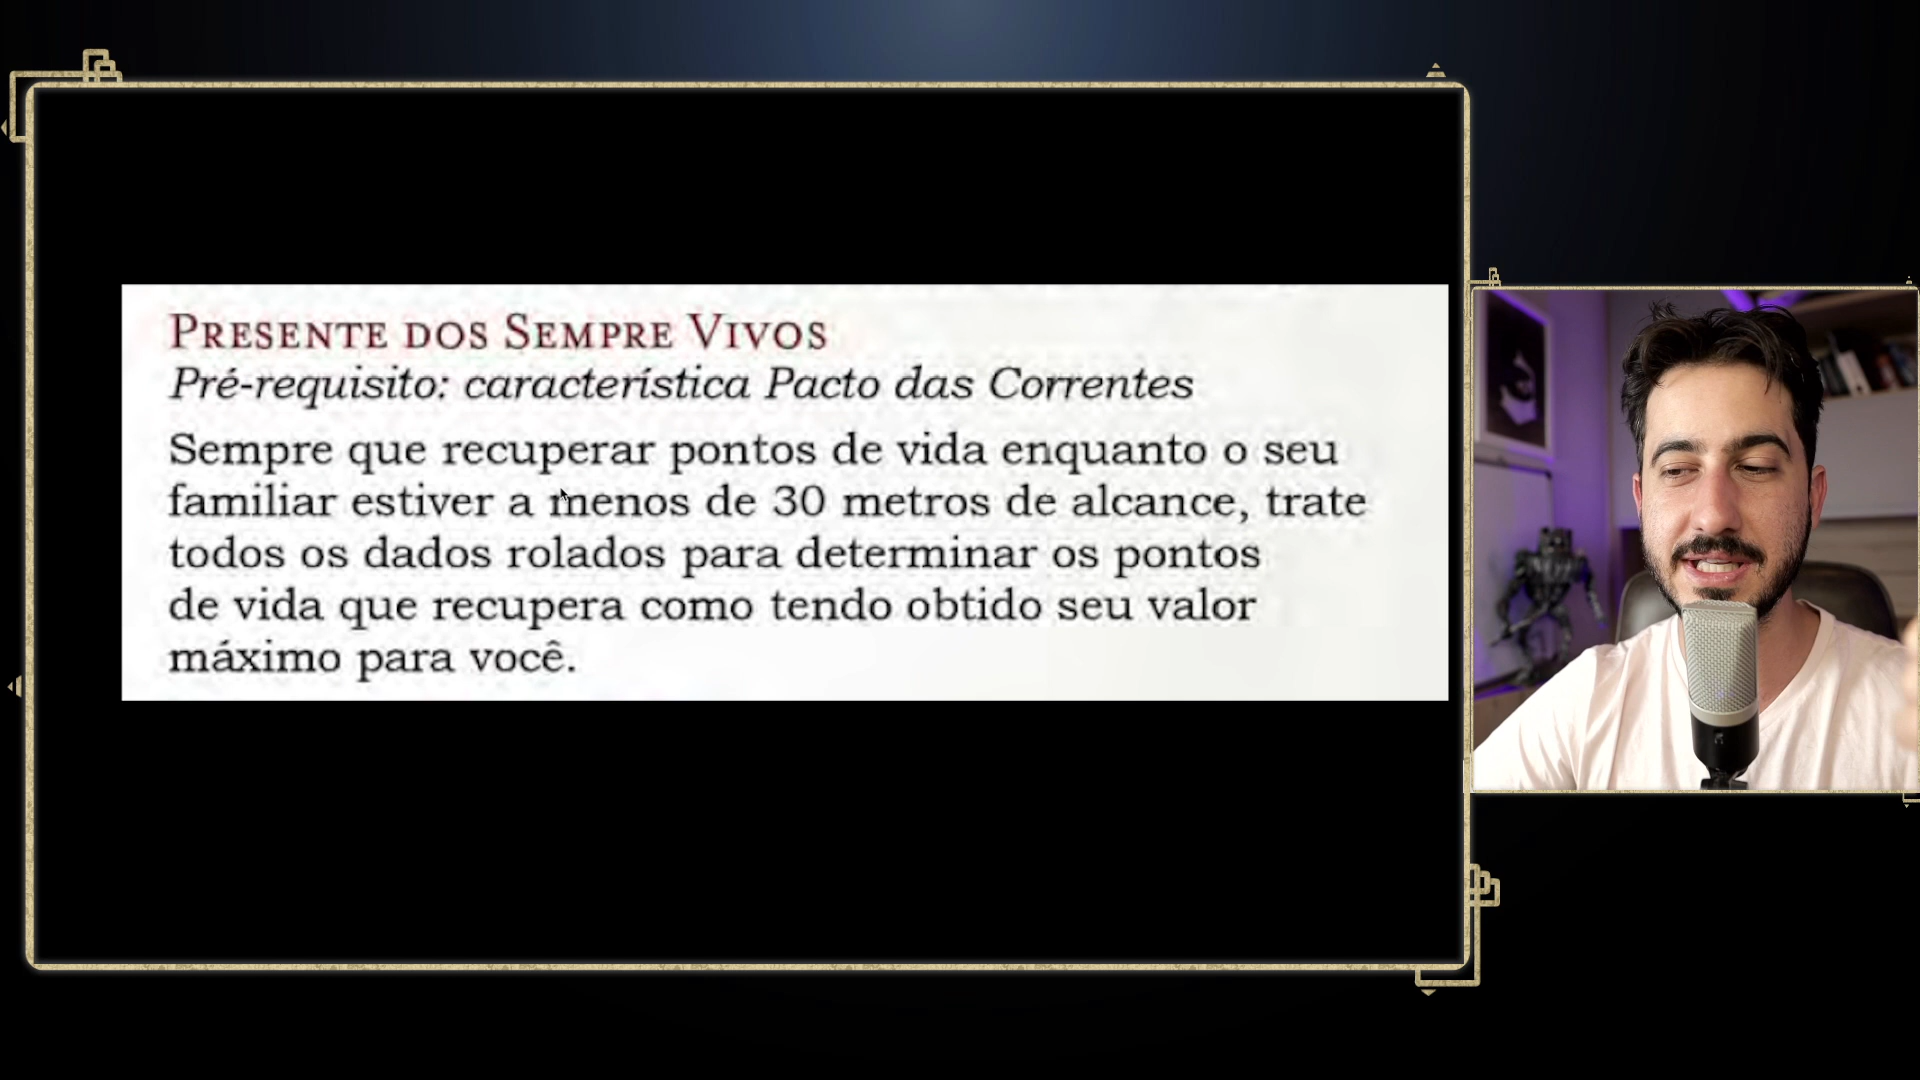 PRESENTE DOS SEMPRE VIVOS
Pré-requisito: característica Pacto das Correntes
Sempre que recuperar pontos de vida enquanto o seu
familiar estiver a menos de 30 metros de alcance, trate
todos os dados rolados para determinar os pontos
de vida que recupera como tendo obtido seu valor
máximo para você.